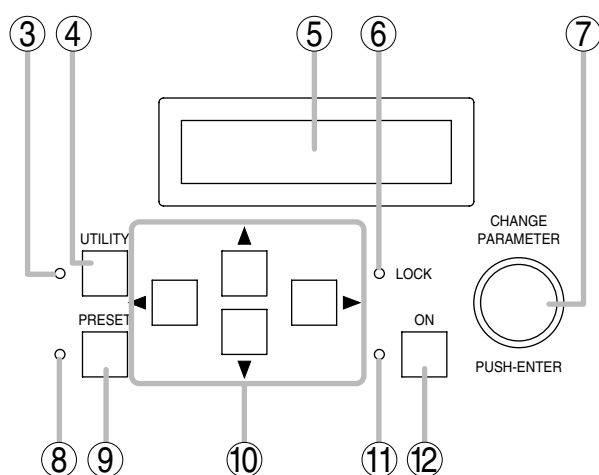 ③ ④ ⑤ ⑥ ⑦
CHANGE
PARAMETER
UTILITY
LOCK
PRESET
ON
PUSH-ENTER
⑧ ⑨ ⑩ ⑪ ⑫